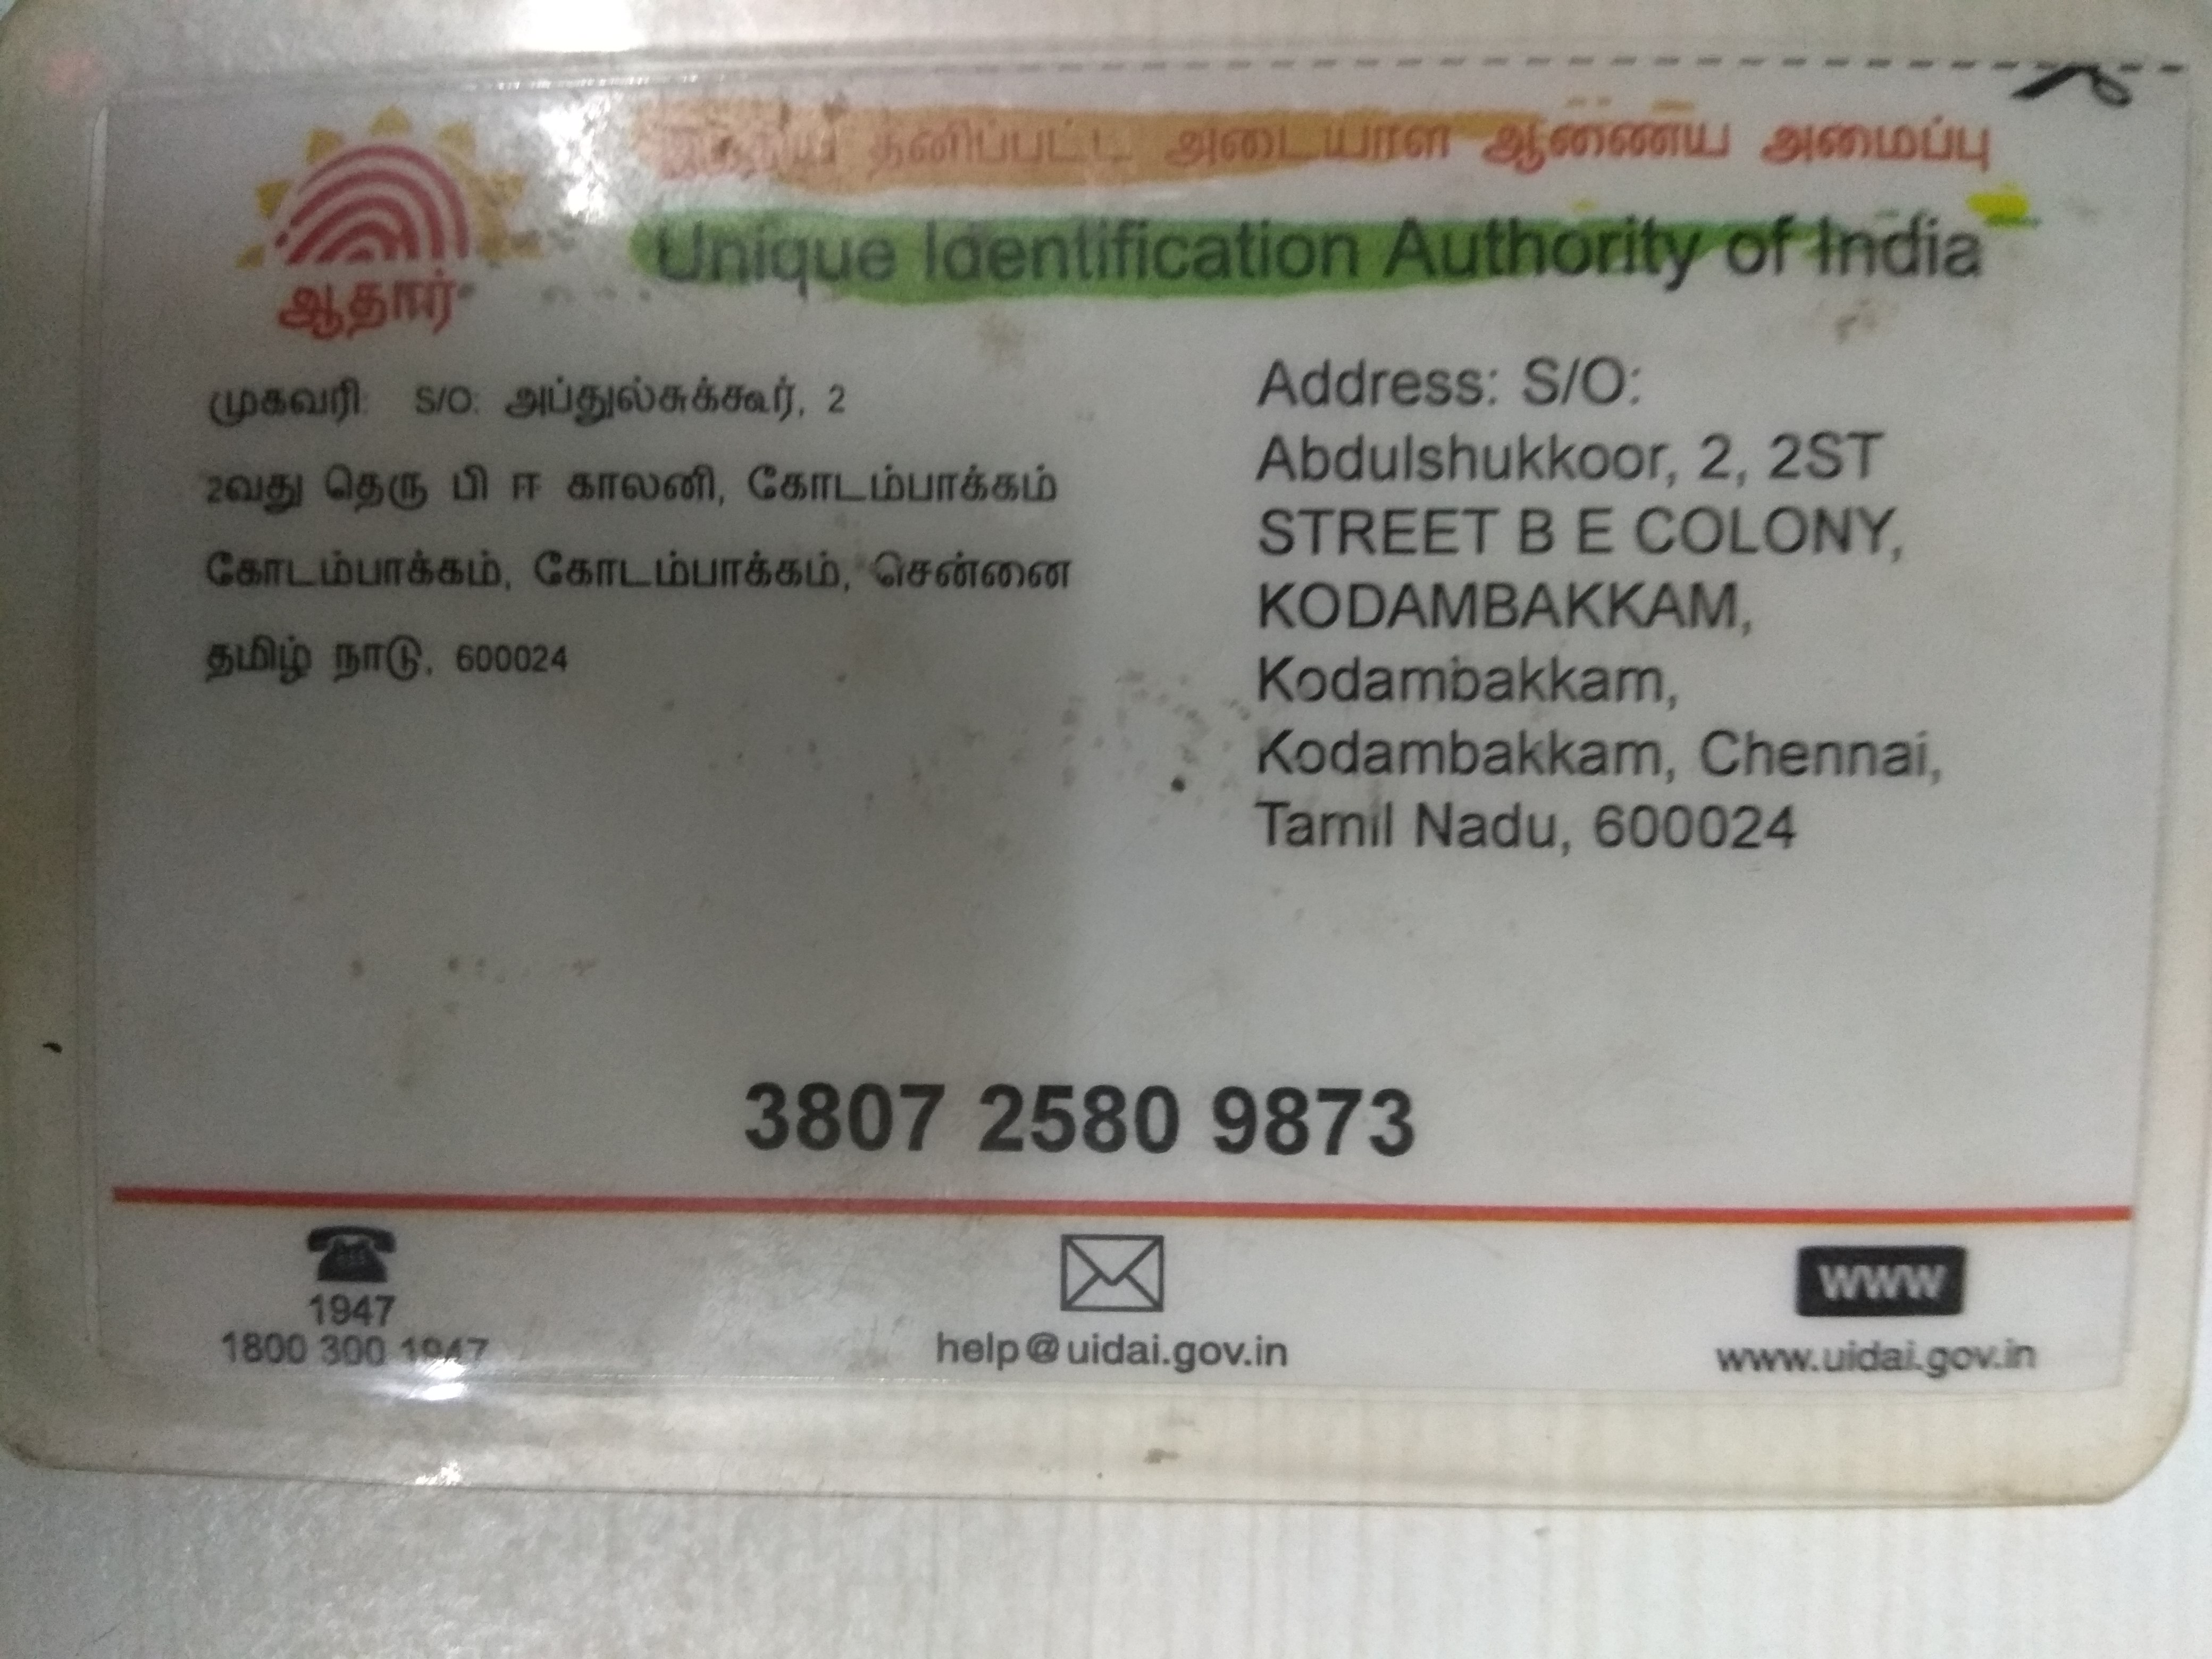 இந்திய தனிப்பட்ட அடையாள ஆணைய அமைப்பு
Unique Identification Authority of India
ஆதார்
முகவரி: S/O: அப்துல்சுக்கூர், 2
2வது தெரு பி ஈ காலனி, கோடம்பாக்கம்
கோடம்பாக்கம், கோடம்பாக்கம், சென்னை
தமிழ் நாடு, 600024
Address: S/O:
Abdulshukkoor, 2, 2ST
STREET B E COLONY,
KODAMBAKKAM,
Kodambakkam,
Kodambakkam, Chennai,
Tamil Nadu, 600024
3807 2580 9873
1947
1800 300 1947
help@uidai.gov.in
www
www.uidai.gov.in